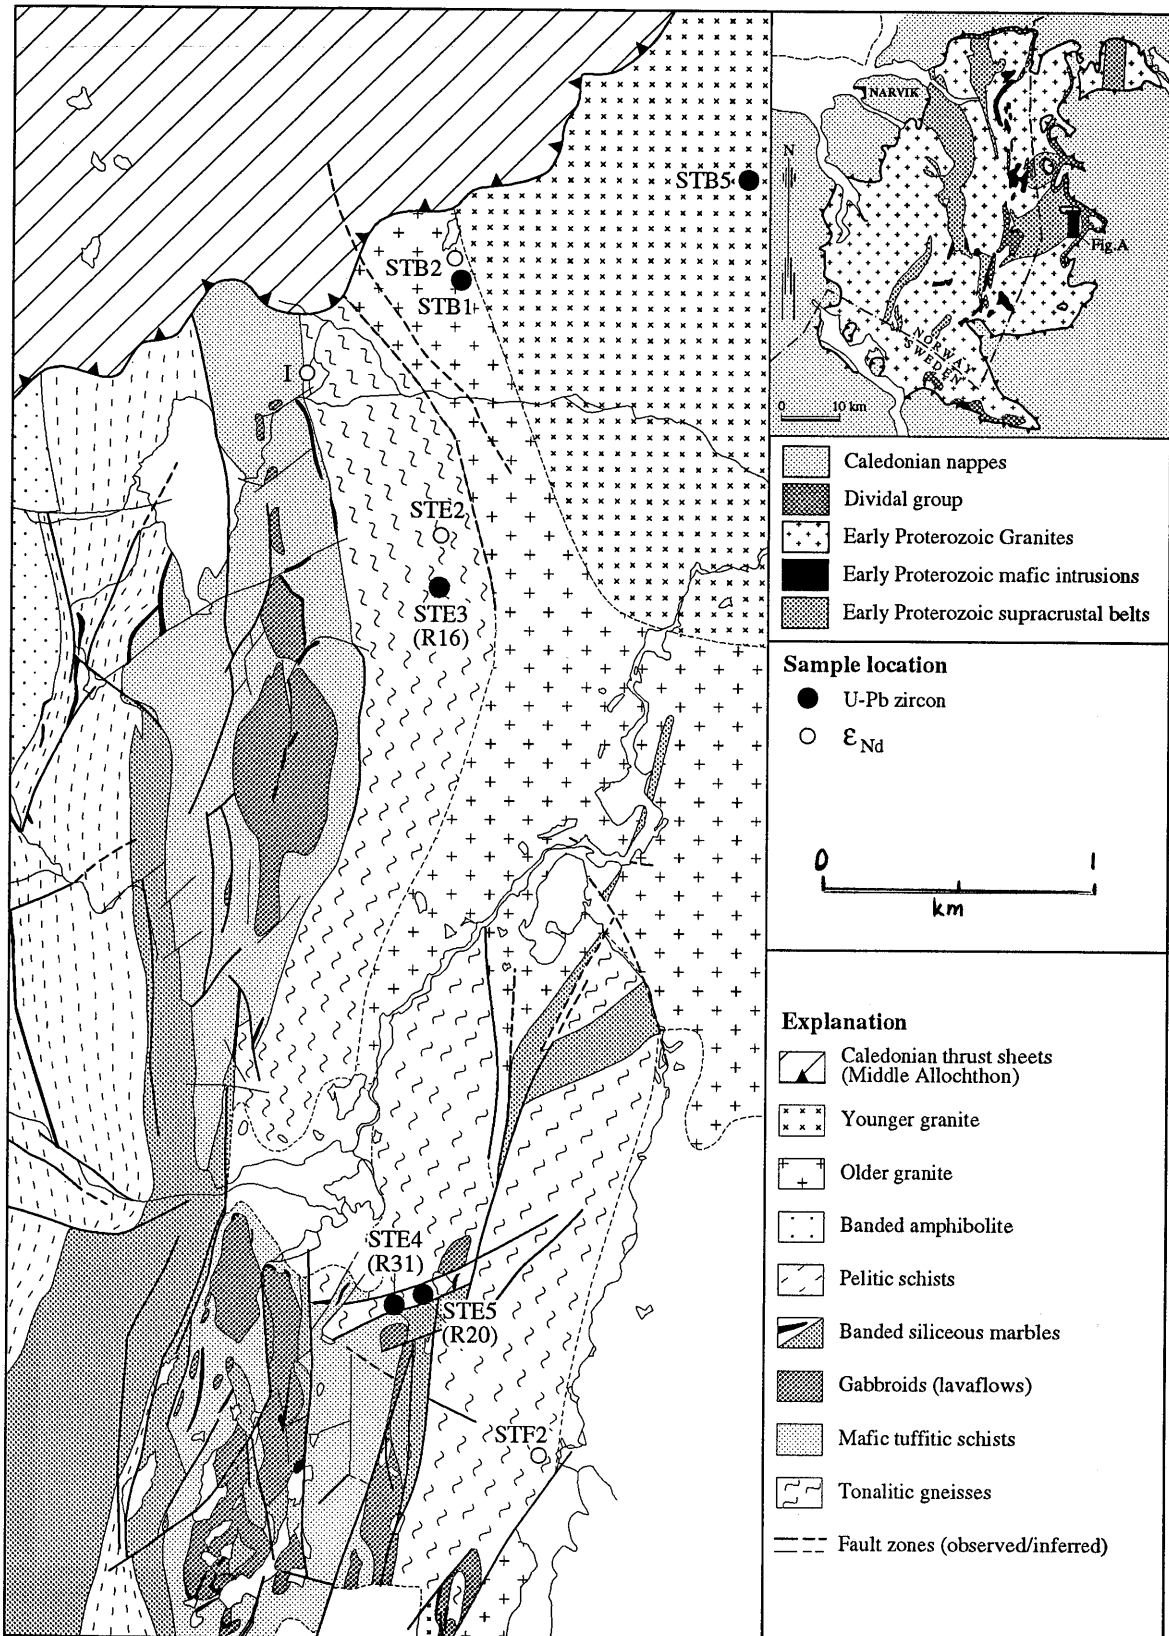 STB5
STB2
STB1
I
STE2
STE3
(R16)
STE4
(R31)
STE5
(R20)
STF2
NARVIK
N
Fig.A
NORWAY
SWEDEN
0 10 km
Caledonian nappes
Dividal group
Early Proterozoic Granites
Early Proterozoic mafic intrusions
Early Proterozoic supracrustal belts
Sample location
U-Pb zircon
εNd
0 1
km
Explanation
Caledonian thrust sheets
(Middle Allochthon)
Younger granite
Older granite
Banded amphibolite
Pelitic schists
Banded siliceous marbles
Gabbroids (lavaflows)
Mafic tuffitic schists
Tonalitic gneisses
Fault zones (observed/inferred)